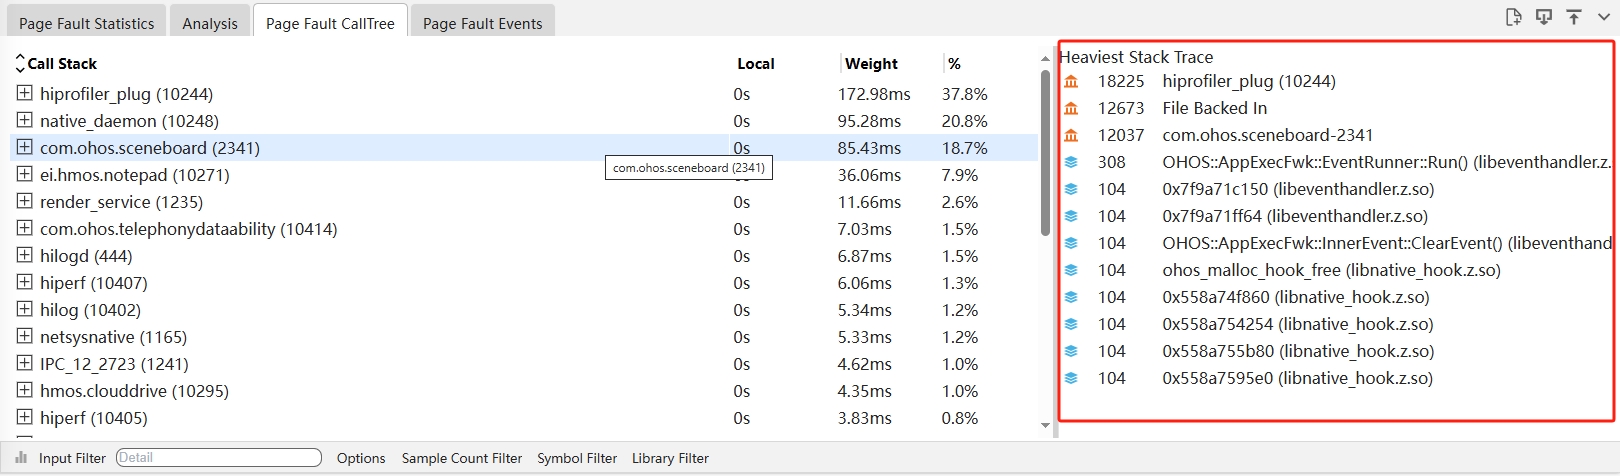 Page Fault Statistics Analysis Page Fault CallTree Page Fault Events
Call Stack Local Weight %
hiprofiler_plug (10244) 0s 172.98ms 37.8%
native_daemon (10248) 0s 95.28ms 20.8%
com.ohos.sceneboard (2341) 0s 85.43ms 18.7%
com.ohos.sceneboard (2341)
ei.hmos.notepad (10271) 0s 36.06ms 7.9%
render_service (1235) 0s 11.66ms 2.6%
com.ohos.telephonydataability (10414) 0s 7.03ms 1.5%
hilogd (444) 0s 6.87ms 1.5%
hiperf (10407) 0s 6.06ms 1.3%
hilog (10402) 0s 5.34ms 1.2%
netsysnative (1165) 0s 5.33ms 1.2%
IPC_12_2723 (1241) 0s 4.62ms 1.0%
hmos.clouddrive (10295) 0s 4.35ms 1.0%
hiperf (10405) 0s 3.83ms 0.8%
Heaviest Stack Trace
18225 hiprofiler_plug (10244)
12673 File Backed In
12037 com.ohos.sceneboard-2341
308 OHOS::AppExecFwk::EventRunner::Run() (libeventhandler.z.
104 0x7f9a71c150 (libeventhandler.z.so)
104 0x7f9a71ff64 (libeventhandler.z.so)
104 OHOS::AppExecFwk::InnerEvent::ClearEvent() (libeventhand
104 ohos_malloc_hook_free (libnative_hook.z.so)
104 0x558a74f860 (libnative_hook.z.so)
104 0x558a754254 (libnative_hook.z.so)
104 0x558a755b80 (libnative_hook.z.so)
104 0x558a7595e0 (libnative_hook.z.so)
Input Filter Detail Options Sample Count Filter Symbol Filter Library Filter